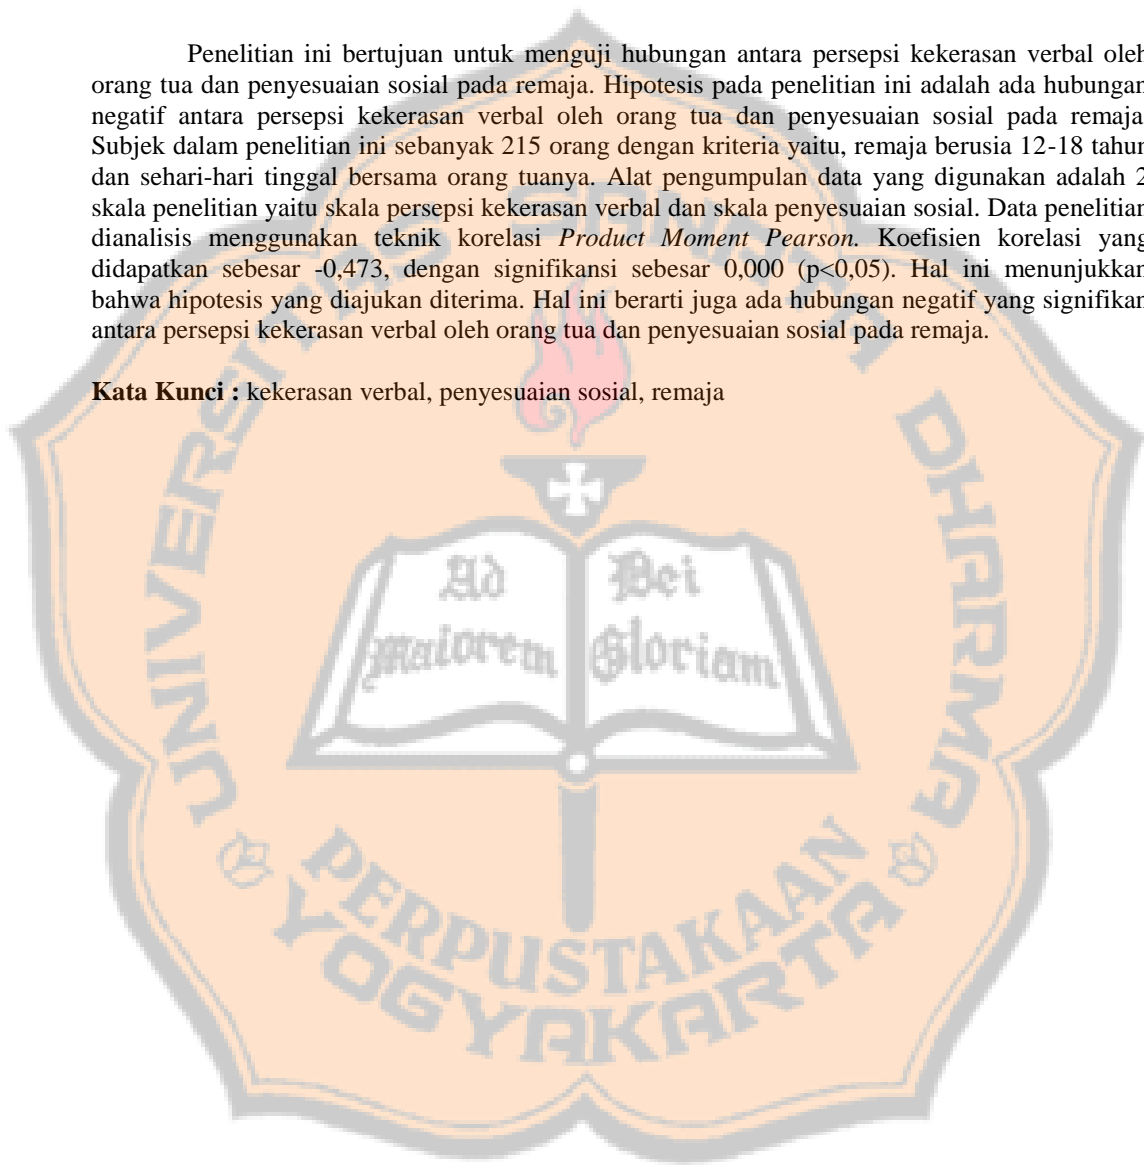 Penelitian ini bertujuan untuk menguji hubungan antara persepsi kekerasan verbal oleh
orang tua dan penyesuaian sosial pada remaja. Hipotesis pada penelitian ini adalah ada hubungan
negatif antara persepsi kekerasan verbal oleh orang tua dan penyesuaian sosial pada remaja
Subjek dalam penelitian ini sebanyak 215 orang dengan kriteria yaitu, remaja berusia 12-18 tahun
dan sehari-hari tinggal bersama orang tuanya. Alat pengumpulan data yang digunakan adalah 2
skala penelitian yaitu skala persepsi kekerasan verbal dan skala penyesuaian sosial. Data penelitian
dianalisis menggunakan teknik korelasi Product Moment Pearson. Koefisien korelasi yang
didapatkan sebesar -0,473, dengan signifikansi sebesar 0,000 (p<0,05). Hal ini menunjukkan
bahwa hipotesis yang diajukan diterima. Hal ini berarti juga ada hubungan negatif yang signifikan
antara persepsi kekerasan verbal oleh orang tua dan penyesuaian sosial pada remaja.
Kata Kunci : kekerasan verbal, penyesuaian sosial, remaja
UNIVERSITAS SANATA DHARMA
Ad Dei
Maiorem Gloriam
PERPUSTAKAAN
YOGYAKARTA